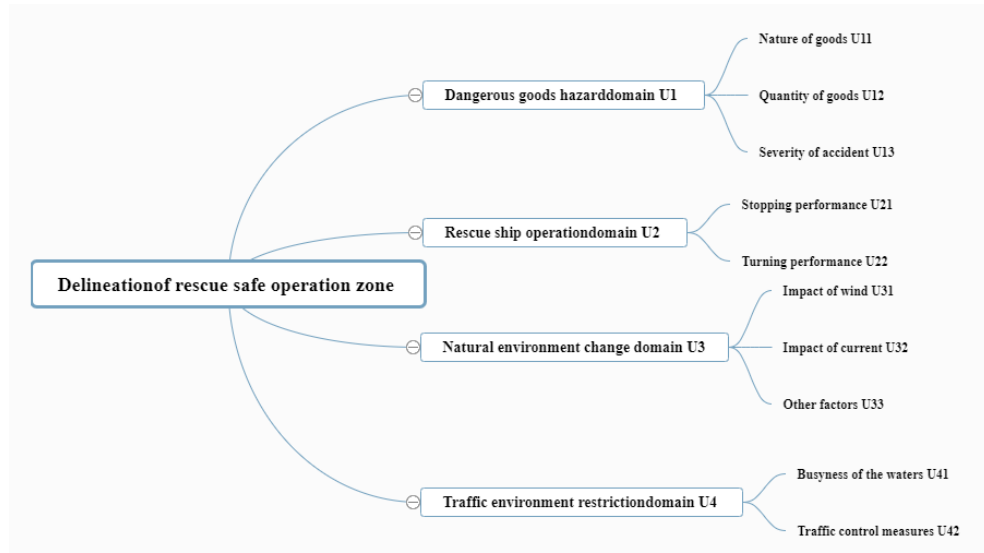 Nature of goods U11
Dangerous goods hazarddomain U1
Quantity of goods U12
Severity of accident U13
Stopping performance U21
Rescue ship operationdomain U2
Turning performance U22
Delineationof rescue safe operation zone
Impact of wind U31
Natural environment change domain U3
Impact of current U32
Other factors U33
Busyness of the waters U41
Traffic environment restrictiondomain U4
Traffic control measures U42